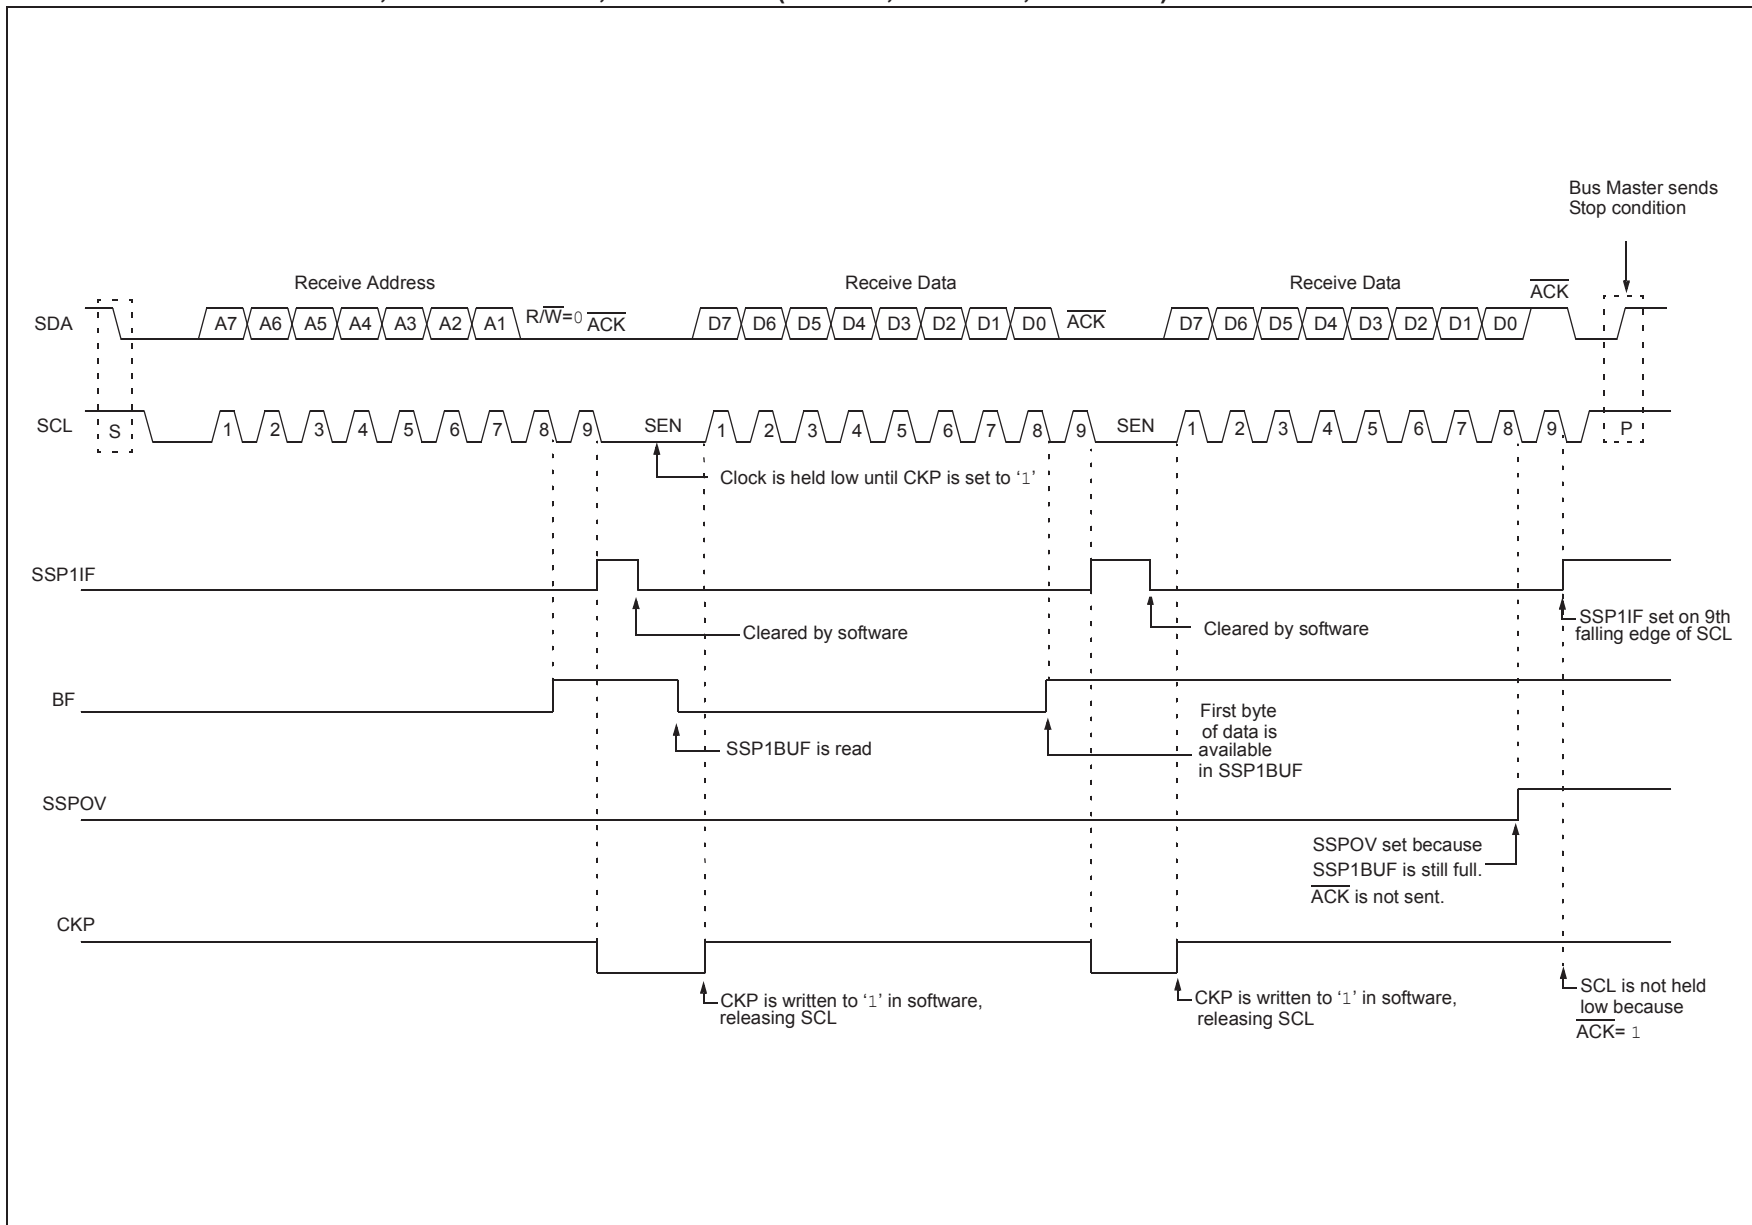 Bus Master sends
Stop condition
Receive Address
Receive Data
Receive Data
ACK
SDA
A7 A6 A5 A4 A3 A2 A1 R/W=0 ACK
D7 D6 D5 D4 D3 D2 D1 D0 ACK
D7 D6 D5 D4 D3 D2 D1 D0
SCL
S
1 2 3 4 5 6 7 8 9 SEN
1 2 3 4 5 6 7 8 9 SEN
1 2 3 4 5 6 7 8 9
P
Clock is held low until CKP is set to ‘1’
SSP1IF
Cleared by software
Cleared by software
SSP1IF set on 9th
falling edge of SCL
BF
SSP1BUF is read
First byte
of data is
available
in SSP1BUF
SSPOV
SSPOV set because
SSP1BUF is still full.
ACK is not sent.
CKP
CKP is written to ‘1’ in software,
releasing SCL
CKP is written to ‘1’ in software,
releasing SCL
SCL is not held
low because
ACK= 1